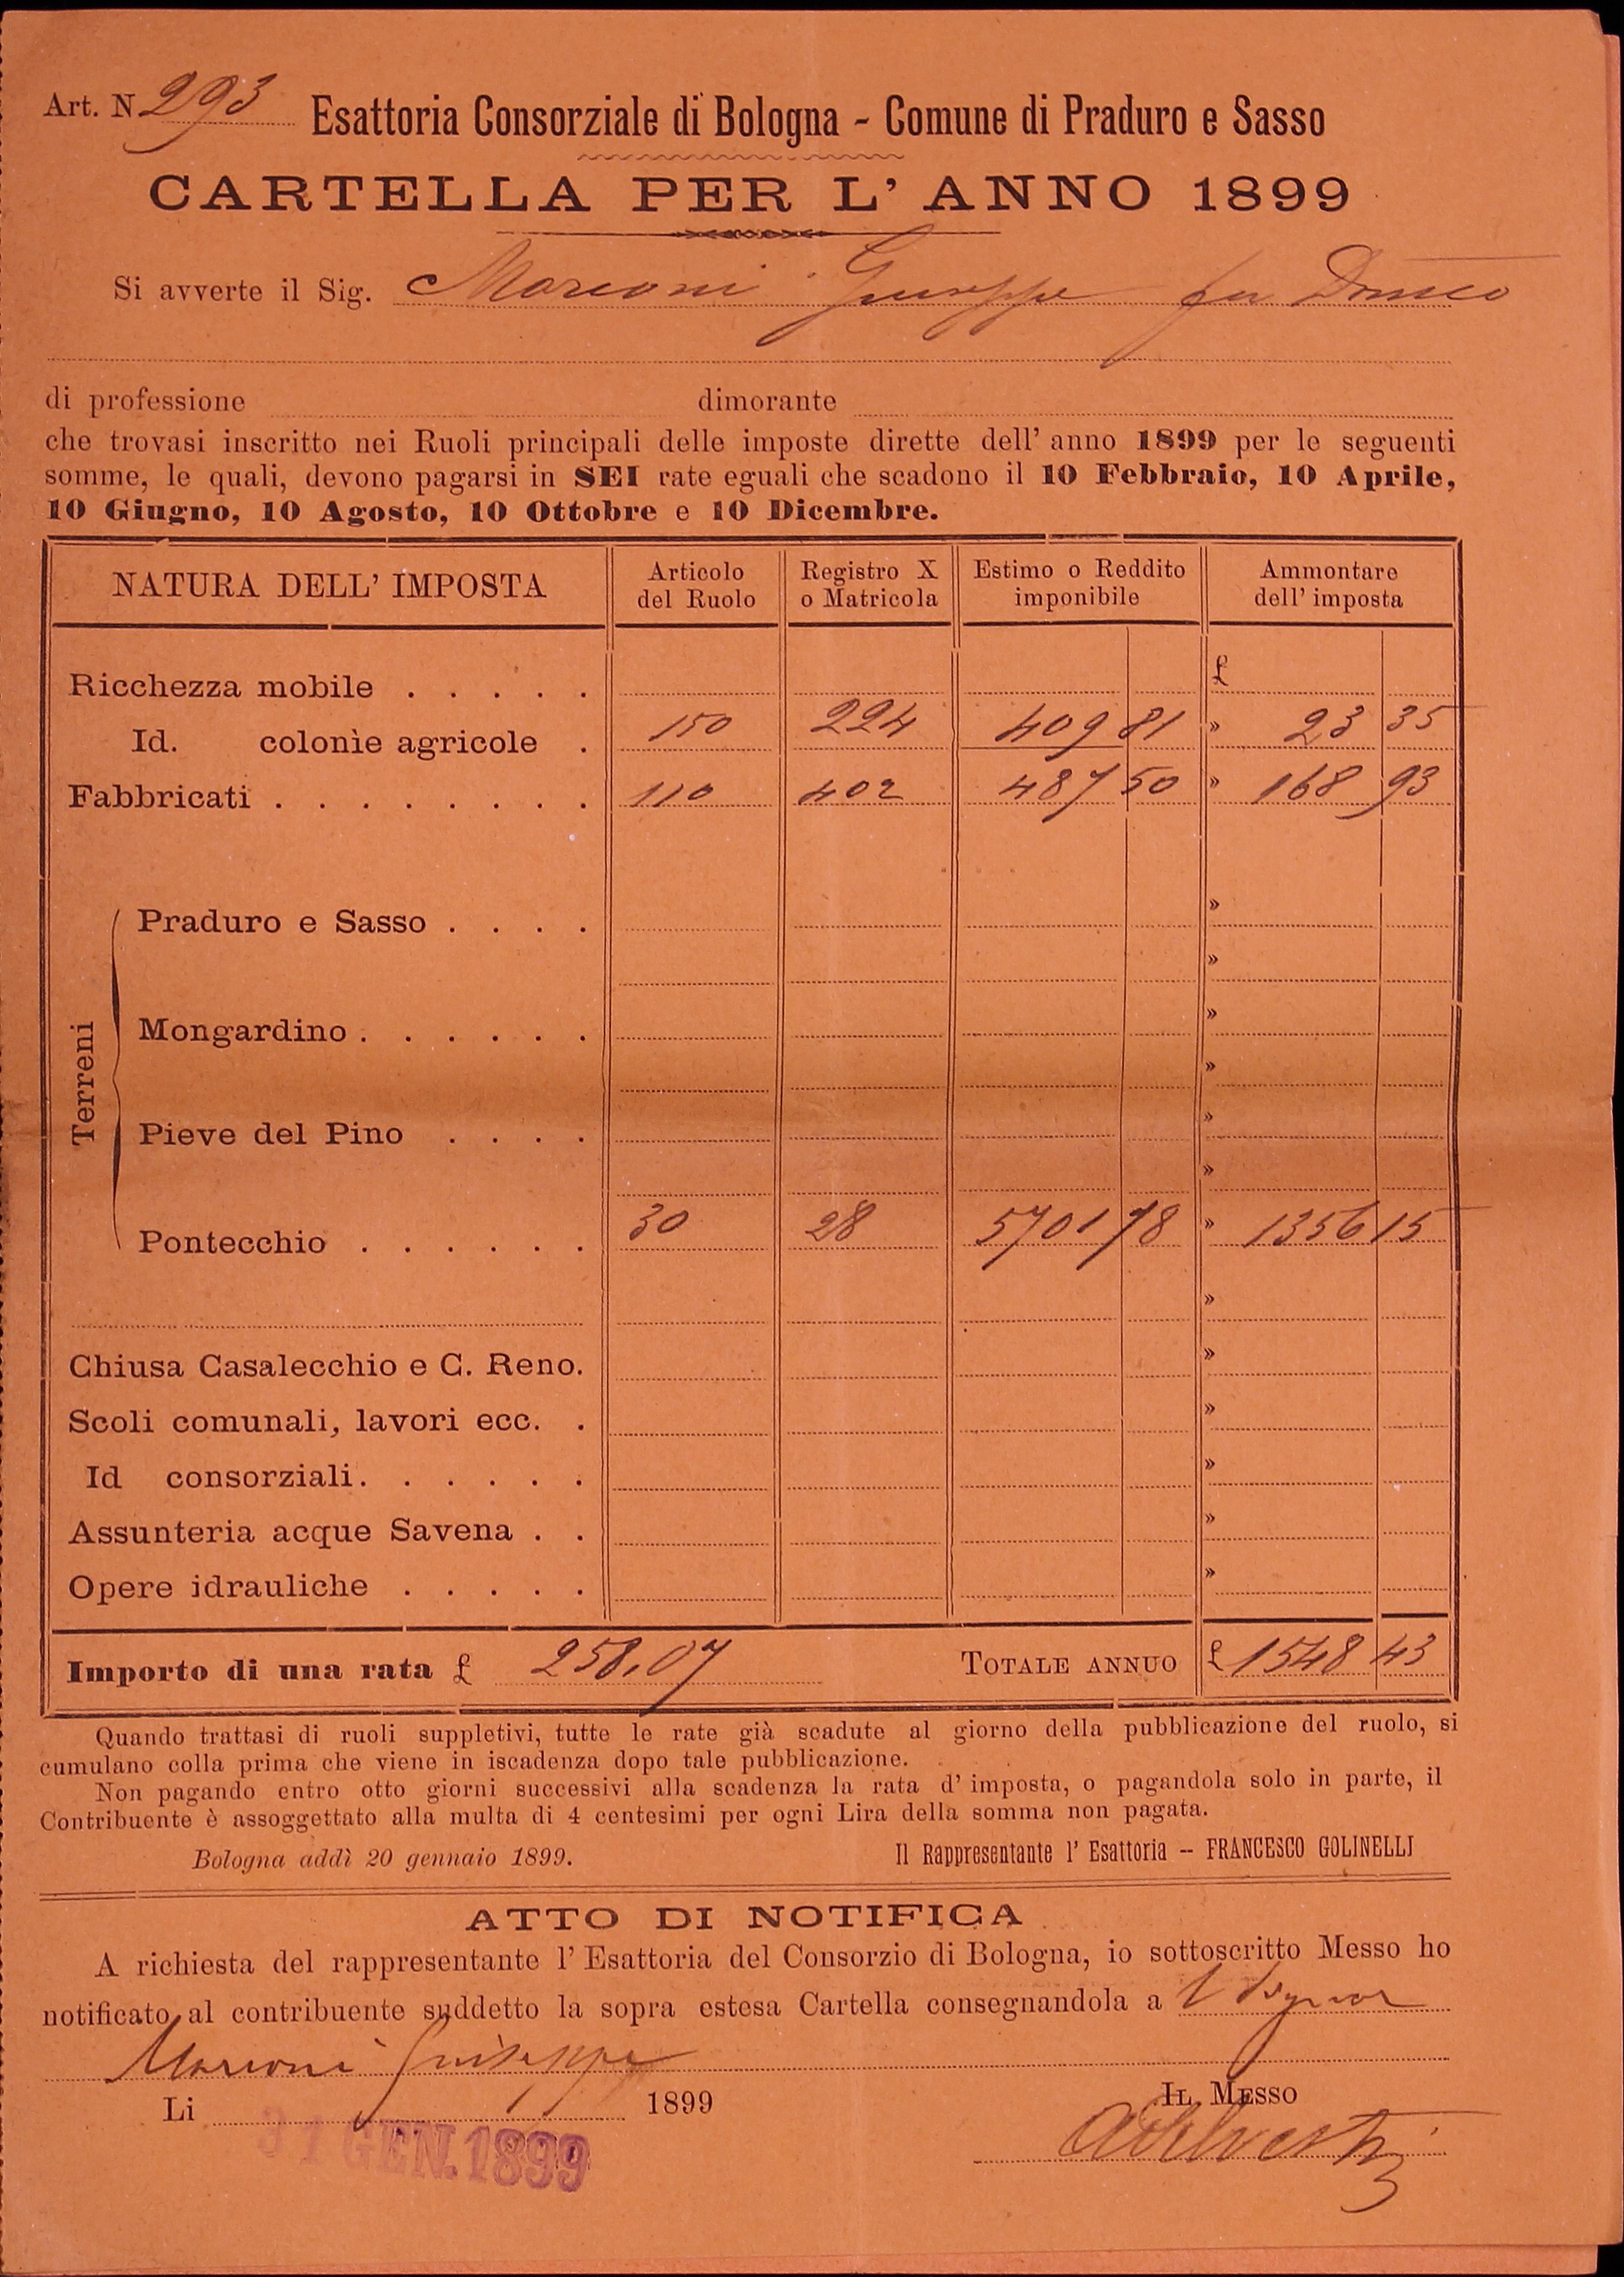 Art. N 293 Esattoria Consorziale di Bologna - Comune di Praduro e Sasso
CARTELLA PER L' ANNO 1899
Si avverte il Sig. Marconi Giuseppe fu Dmico
di professione dimorante
che trovasi inscritto nei Ruoli principali delle imposte dirette dell' anno 1899 per le seguenti
somme, le quali, devono pagarsi in SEI rate eguali che scadono il 10 Febbraio, 10 Aprile,
10 Giugno, 10 Agosto, 10 Ottobre e 10 Dicembre.
NATURA DELL' IMPOSTA Articolo del Ruolo Registro X o Matricola Estimo o Reddito imponibile Ammontare dell' imposta
Ricchezza mobile . . . . . £
Id. colonìe agricole . 150 224 409 81 » 23 35
Fabbricati . . . . . . . . 110 402 487 50 » 168 93
Terreni
Praduro e Sasso . . . . »
»
Mongardino . . . . . . »
»
Pieve del Pino . . . . »
»
Pontecchio . . . . . . 30 28 5701 78 » 1356 15
»
Chiusa Casalecchio e C. Reno. »
Scoli comunali, lavori ecc. . »
Id consorziali. . . . . . »
Assunteria acque Savena . . »
Opere idrauliche . . . . . »
Importo di una rata £ 258,07 TOTALE ANNUO £ 1548 43
Quando trattasi di ruoli suppletivi, tutte le rate già scadute al giorno della pubblicazione del ruolo, si
cumulano colla prima che viene in iscadenza dopo tale pubblicazione.
Non pagando entro otto giorni successivi alla scadenza la rata d' imposta, o pagandola solo in parte, il
Contribuente è assoggettato alla multa di 4 centesimi per ogni Lira della somma non pagata.
Bologna addì 20 gennaio 1899. Il Rappresentante l' Esattoria – FRANCESCO GOLINELLI
ATTO DI NOTIFICA
A richiesta del rappresentante l' Esattoria del Consorzio di Bologna, io sottoscritto Messo ho
notificato al contribuente suddetto la sopra estesa Cartella consegnandola a l Signor
Marconi Giuseppe
Li 1899 IL MESSO
31 GEN. 1899